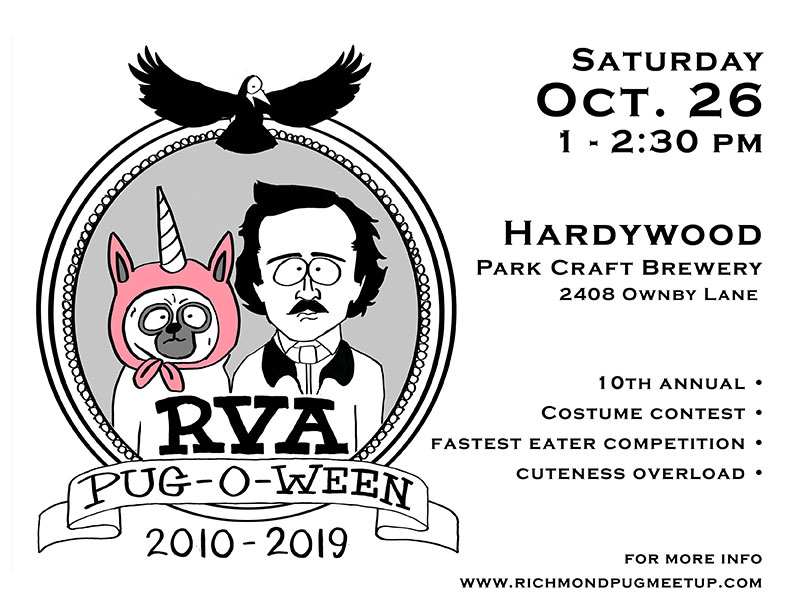 SATURDAY
OCT. 26
1 - 2:30 PM
HARDYWOOD
PARK CRAFT BREWERY
2408 OWNBY LANE
10TH ANNUAL •
COSTUME CONTEST •
FASTEST EATER COMPETITION •
CUTENESS OVERLOAD •
FOR MORE INFO
WWW.RICHMONDPUGMEETUP.COM
RVA
PUG-O-WEEN
2010-2019